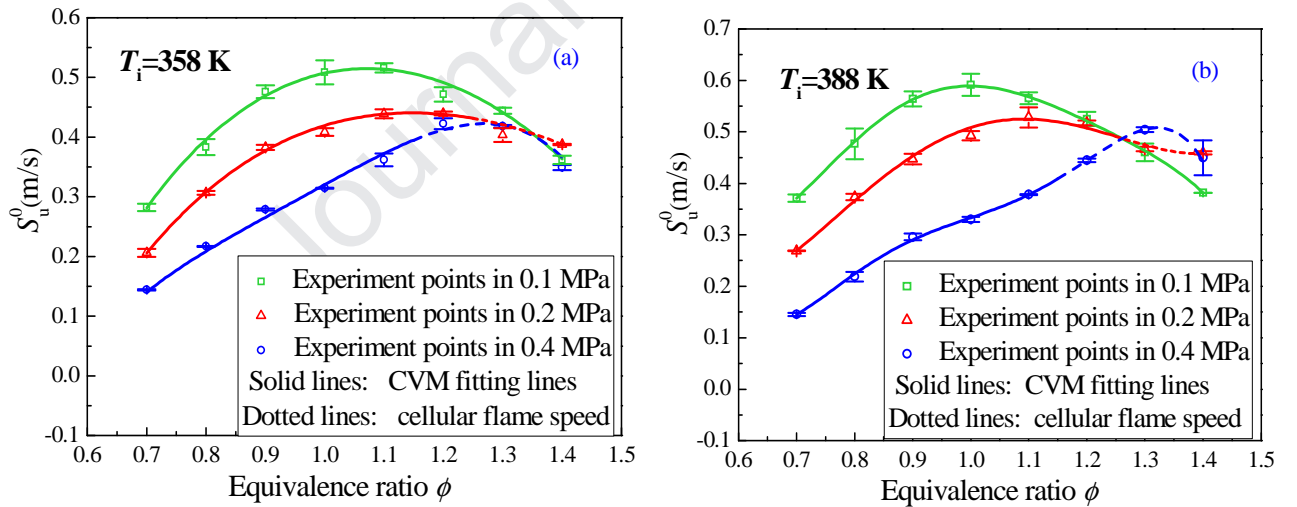 0.6
0.5
0.4
0.3
0.2
0.1
0.0
-0.1
S_u^0(m/s)
T_i=358 K
(a)
Experiment points in 0.1 MPa
Experiment points in 0.2 MPa
Experiment points in 0.4 MPa
Solid lines: CVM fitting lines
Dotted lines: cellular flame speed
0.6 0.7 0.8 0.9 1.0 1.1 1.2 1.3 1.4 1.5
Equivalence ratio ϕ
journal
0.7
0.6
0.5
0.4
0.3
0.2
0.1
0.0
-0.1
S_u^0(m/s)
T_i=388 K
(b)
Experiment points in 0.1 MPa
Experiment points in 0.2 MPa
Experiment points in 0.4 MPa
Solid lines: CVM fitting lines
Dotted lines: cellular flame speed
0.6 0.7 0.8 0.9 1.0 1.1 1.2 1.3 1.4 1.5
Equivalence ratio ϕ